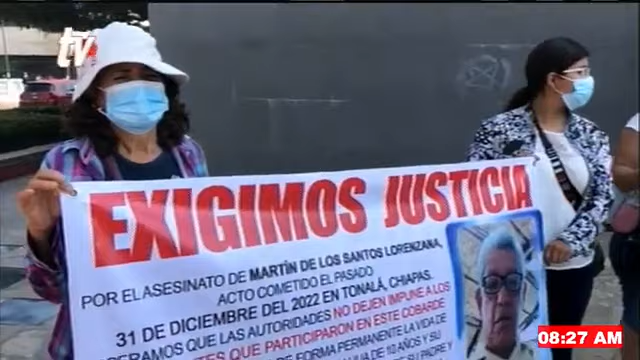 tv
EXIGIMOS JUSTICIA
POR EL ASESINATO DE MARTÍN DE LOS SANTOS LORENZANA,
ACTO COMETIDO EL PASADO
31 DE DICIEMBRE DEL 2022 EN TONALÁ, CHIAPAS.
QUE LAS AUTORIDADES NO DEJEN IMPUNE A LOS
QUE PARTICIPARON EN ESTE COBARDE
DE FORMA PERMANENTE LA VIDA DE
DE 10 AÑOS Y SU
08:27 AM